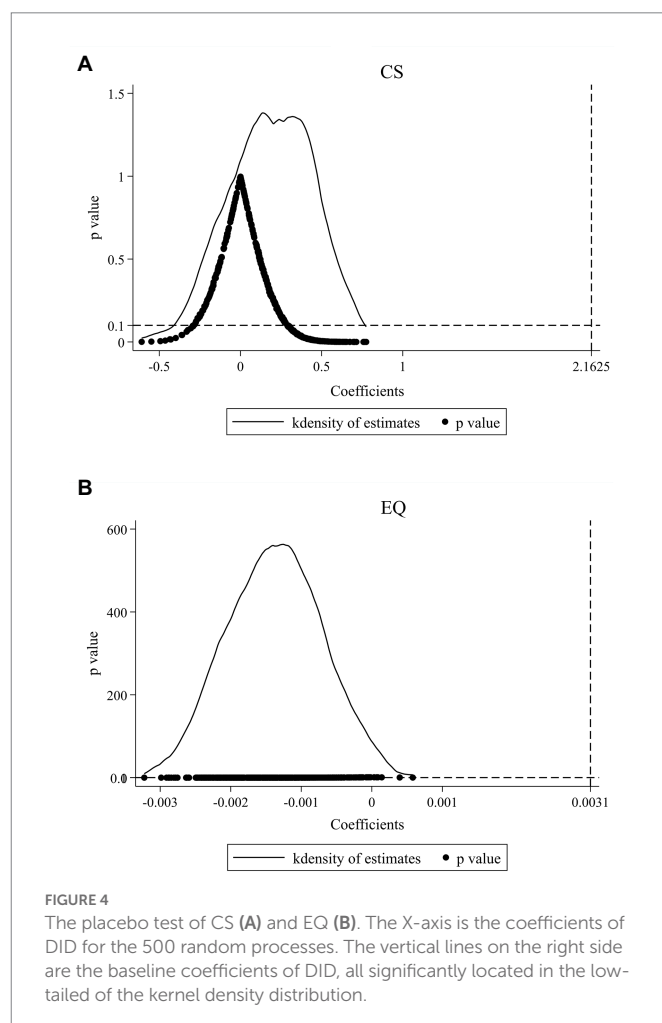 A
CS
1.5
1
0.5
0.1
0
p value
-0.5
0
0.5
1
2.1625
Coefficients
kdensity of estimates
p value
B
EQ
600
400
200
0.1
0
p value
-0.003
-0.002
-0.001
0
0.001
0.0031
Coefficients
kdensity of estimates
p value
FIGURE 4
The placebo test of CS (A) and EQ (B). The X-axis is the coefficients of
DID for the 500 random processes. The vertical lines on the right side
are the baseline coefficients of DID, all significantly located in the low-
tailed of the kernel density distribution.